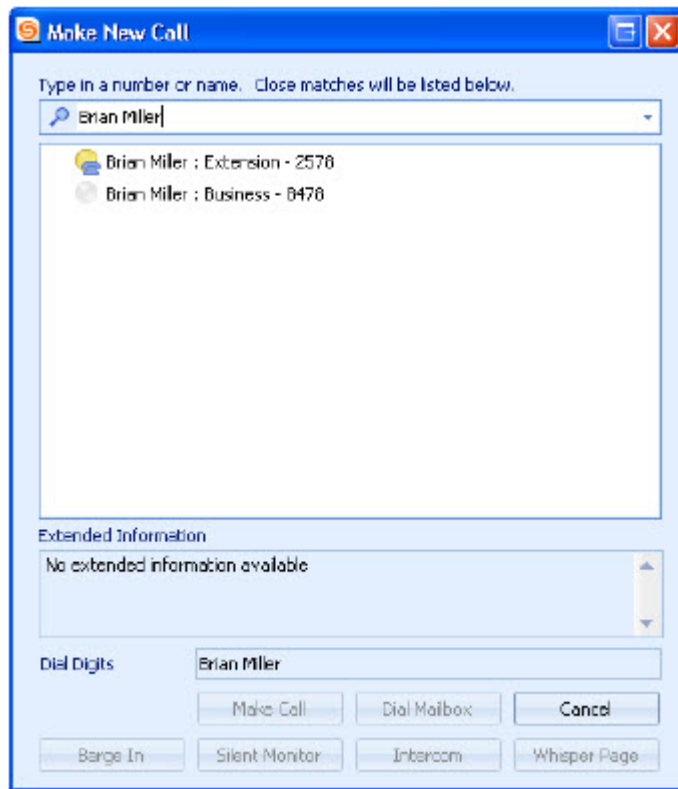 Make New Call
Type in a number or name. Close matches will be listed below.
Brian Miller
Brian Miller : Extension - 2578
Brian Miller : Business - 8478
Extended Information
No extended information available
Dial Digits Brian Miller
Make Call Dial Mailbox Cancel
Barge In Silent Monitor Intercom Whisper Page